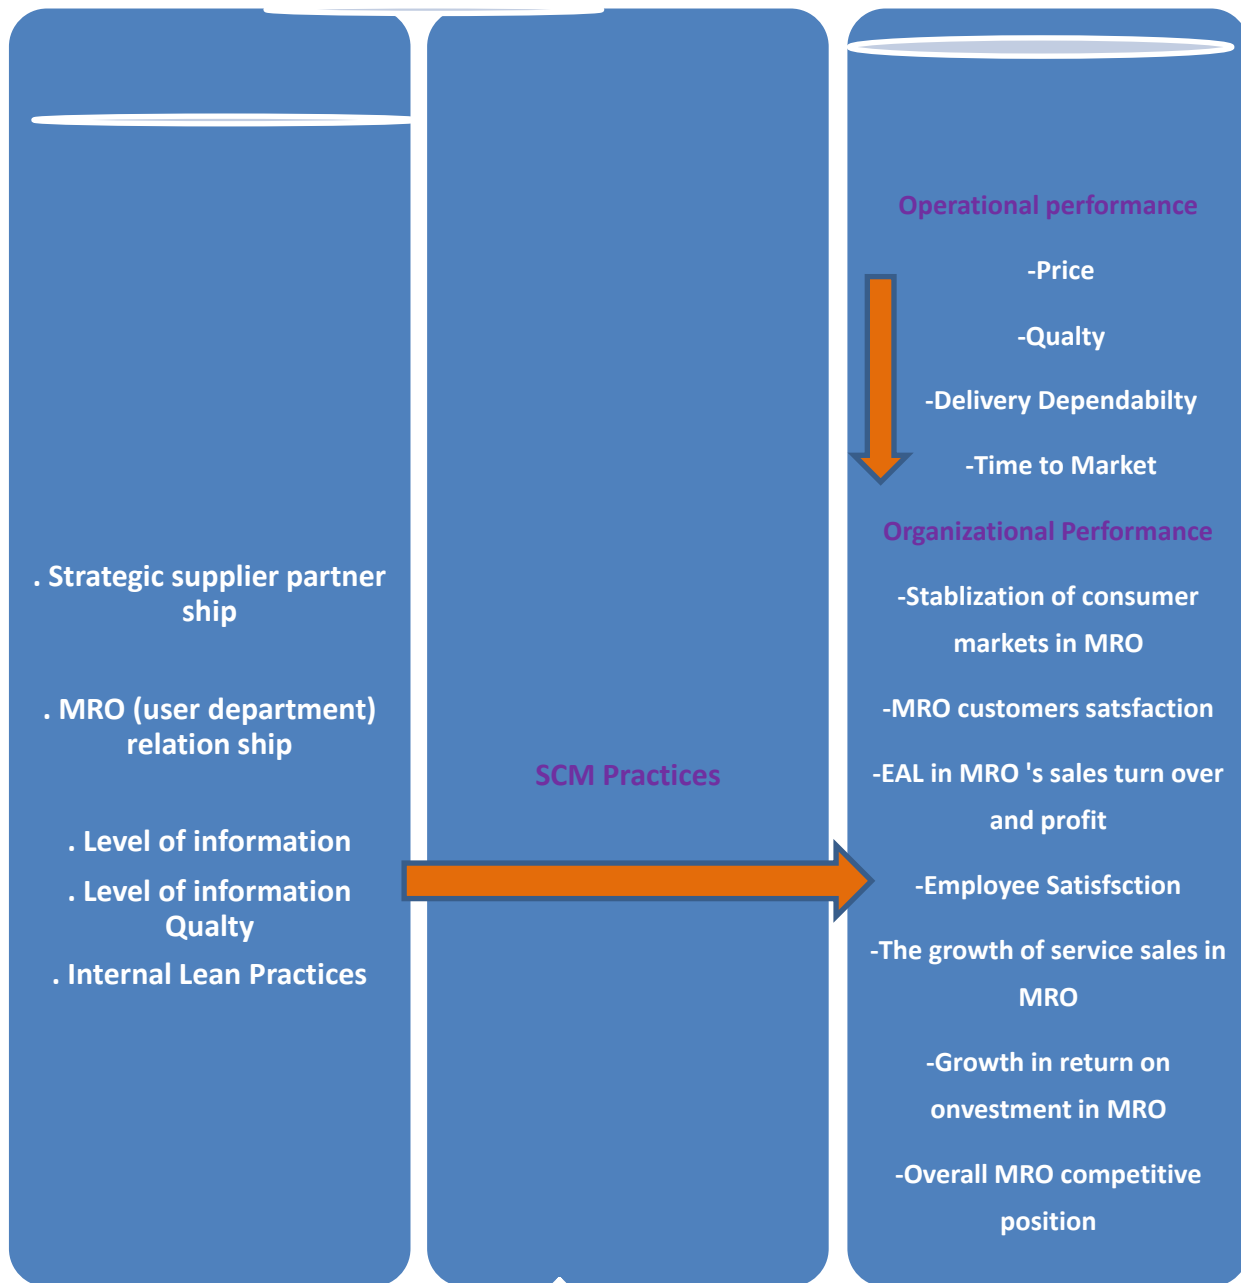 . Strategic supplier partner
ship
. MRO (user department)
relation ship
. Level of information
. Level of information
Qualty
. Internal Lean Practices
SCM Practices
Operational performance
-Price
-Qualty
-Delivery Dependabilty
-Time to Market
Organizational Performance
-Stablization of consumer
markets in MRO
-MRO customers satsfaction
-EAL in MRO 's sales turn over
and profit
-Employee Satisfsction
-The growth of service sales in
MRO
-Growth in return on
onvestment in MRO
-Overall MRO competitive
position